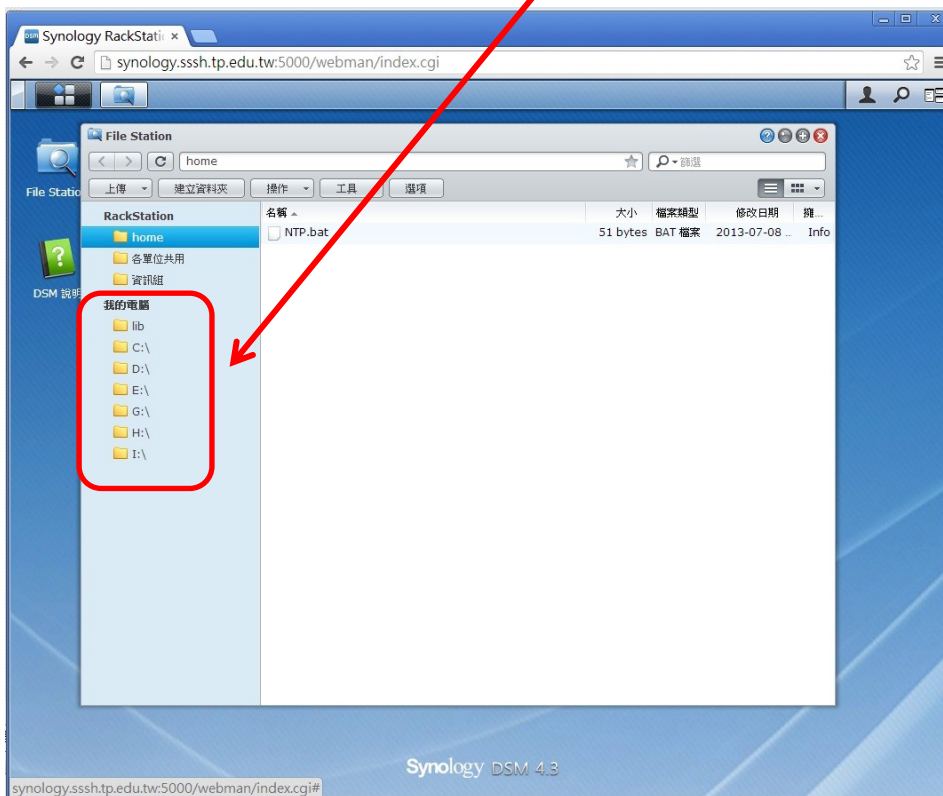 Synology RackStatio
synology.sssh.tp.edu.tw:5000/webman/index.cgi
File Station
home
篩選
上傳
建立資料夾
操作
工具
選項
File Statio
DSM 說明
RackStation
home
各單位共用
資訊組
我的電腦
lib
C:\
D:\
E:\
G:\
H:\
I:\
名稱 大小 檔案類型 修改日期 擁...
NTP.bat 51 bytes BAT 檔案 2013-07-08 .. Info
Synology DSM 4.3
synology.sssh.tp.edu.tw:5000/webman/index.cgi#